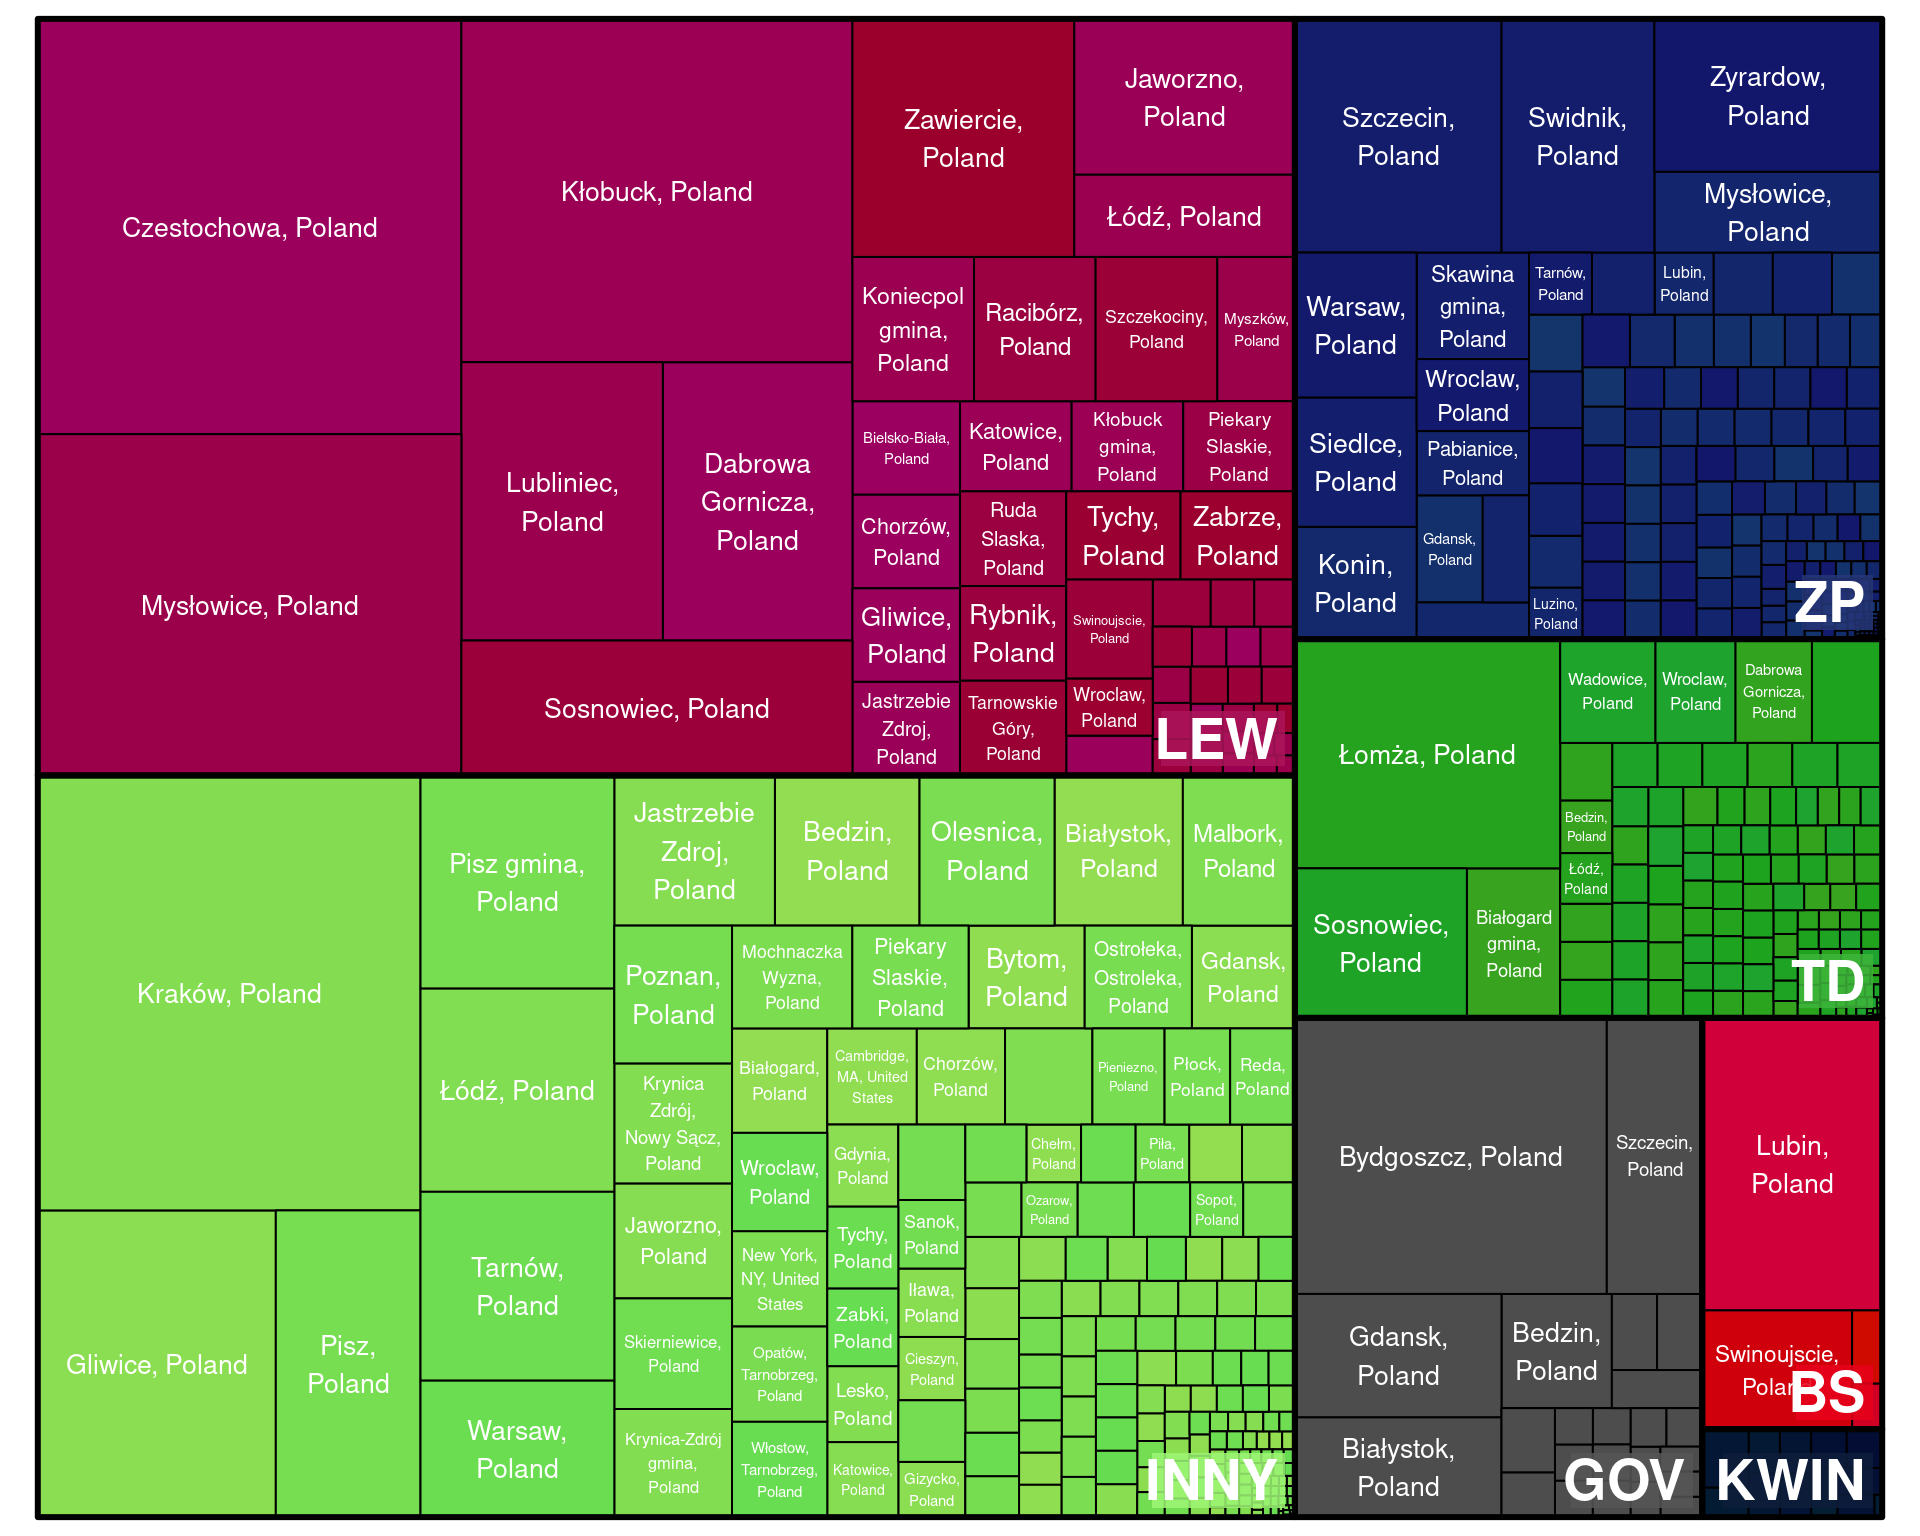 Czestochowa, Poland
Mysłowice, Poland
Kłobuck, Poland
Lubliniec,
Poland
Dabrowa
Gornicza,
Poland
Sosnowiec, Poland
Zawiercie,
Poland
Jaworzno,
Poland
Łódź, Poland
Koniecpol
gmina,
Poland
Racibórz,
Poland
Szczekociny,
Poland
Myszków,
Poland
Bielsko-Biała,
Poland
Katowice,
Poland
Kłobuck
gmina,
Poland
Piekary
Slaskie,
Poland
Chorzów,
Poland
Ruda
Slaska,
Poland
Tychy,
Poland
Zabrze,
Poland
Gliwice,
Poland
Rybnik,
Poland
Swinoujscie,
Poland
Jastrzebie
Zdroj,
Poland
Tarnowskie
Góry,
Poland
Wroclaw,
Poland
LEW
Szczecin,
Poland
Swidnik,
Poland
Zyrardow,
Poland
Mysłowice,
Poland
Warsaw,
Poland
Skawina
gmina,
Poland
Tarnów,
Poland
Lubin,
Poland
Wroclaw,
Poland
Siedlce,
Poland
Pabianice,
Poland
Gdansk,
Poland
Konin,
Poland
Luzino,
Poland
ZP
Łomża, Poland
Wadowice,
Poland
Wroclaw,
Poland
Dabrowa
Gornicza,
Poland
Bedzin,
Poland
Łódź,
Poland
Sosnowiec,
Poland
Białogard
gmina,
Poland
TD
Kraków, Poland
Gliwice, Poland
Pisz,
Poland
Pisz gmina,
Poland
Łódź, Poland
Tarnów,
Poland
Warsaw,
Poland
Jastrzebie
Zdroj,
Poland
Bedzin,
Poland
Olesnica,
Poland
Białystok,
Poland
Malbork,
Poland
Poznan,
Poland
Mochnaczka
Wyzna,
Poland
Piekary
Slaskie,
Poland
Bytom,
Poland
Ostrołeka,
Ostroleka,
Poland
Gdansk,
Poland
Krynica
Zdrój,
Nowy Sącz,
Poland
Białogard,
Poland
Cambridge,
MA, United
States
Chorzów,
Poland
Pieniezno,
Poland
Płock,
Poland
Reda,
Poland
Wroclaw,
Poland
Gdynia,
Poland
Chełm,
Poland
Piła,
Poland
Jaworzno,
Poland
New York,
NY, United
States
Tychy,
Poland
Sanok,
Poland
Ozarow,
Poland
Sopot,
Poland
Skierniewice,
Poland
Opatów,
Tarnobrzeg,
Poland
Zabki,
Poland
Iława,
Poland
Cieszyn,
Poland
Krynica-Zdrój
gmina,
Poland
Włostow,
Tarnobrzeg,
Poland
Lesko,
Poland
Katowice,
Poland
Gizycko,
Poland
INNY
Bydgoszcz, Poland
Szczecin,
Poland
Gdansk,
Poland
Bedzin,
Poland
Białystok,
Poland
GOV
Lubin,
Poland
Swinoujscie,
Poland
BS
KWIN